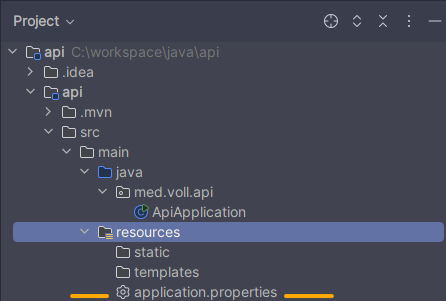 Project
api C:\workspace\java\api
.idea
api
.mvn
src
main
java
med.voll.api
ApiApplication
resources
static
templates
application.properties